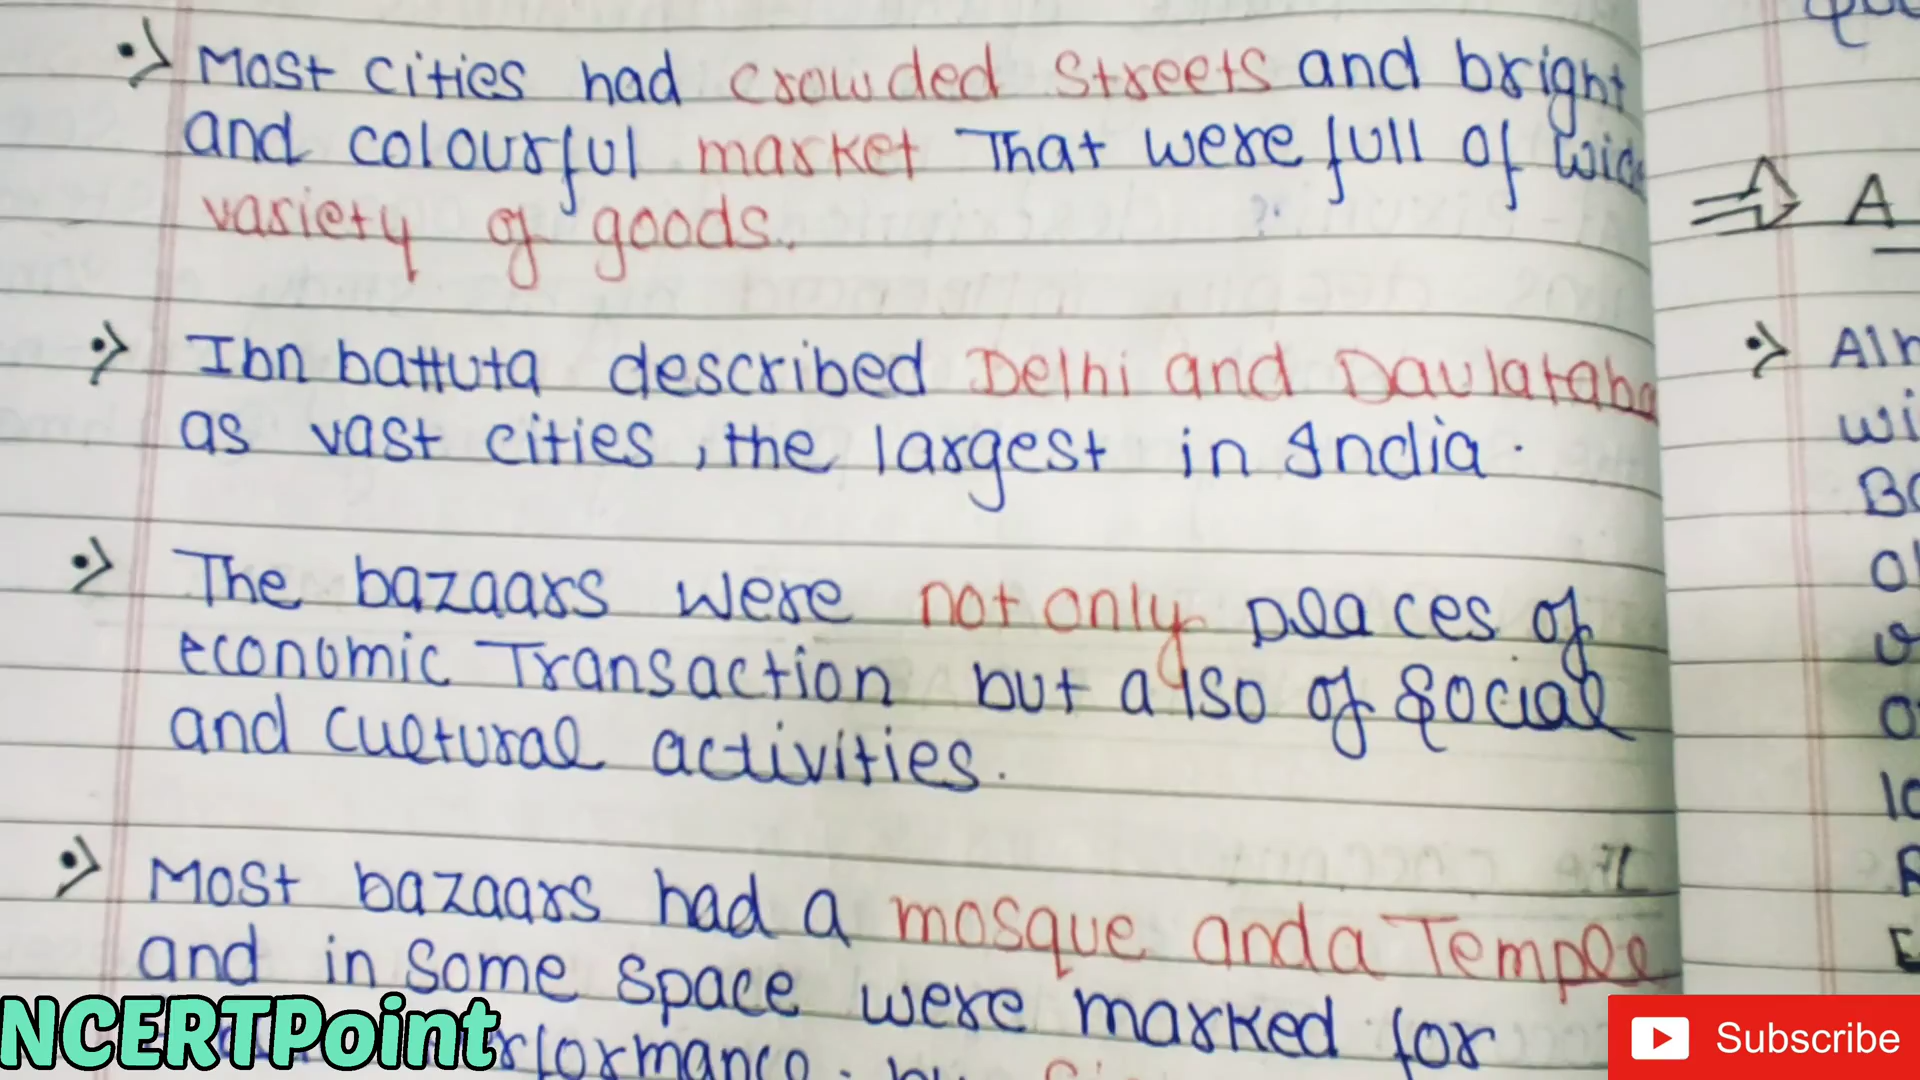 Most cities had crowded streets and bright
and colourful market That were full of
variety of goods.
Ibn battuta described Delhi and
as vast cities, the largest in India.
The bazaars were not only places of
economic Transaction but also of social
and cultural activities.
Most bazaars had a mosque and a Temple
and in some space were marked for
by
A
NCERTPoint
Subscribe